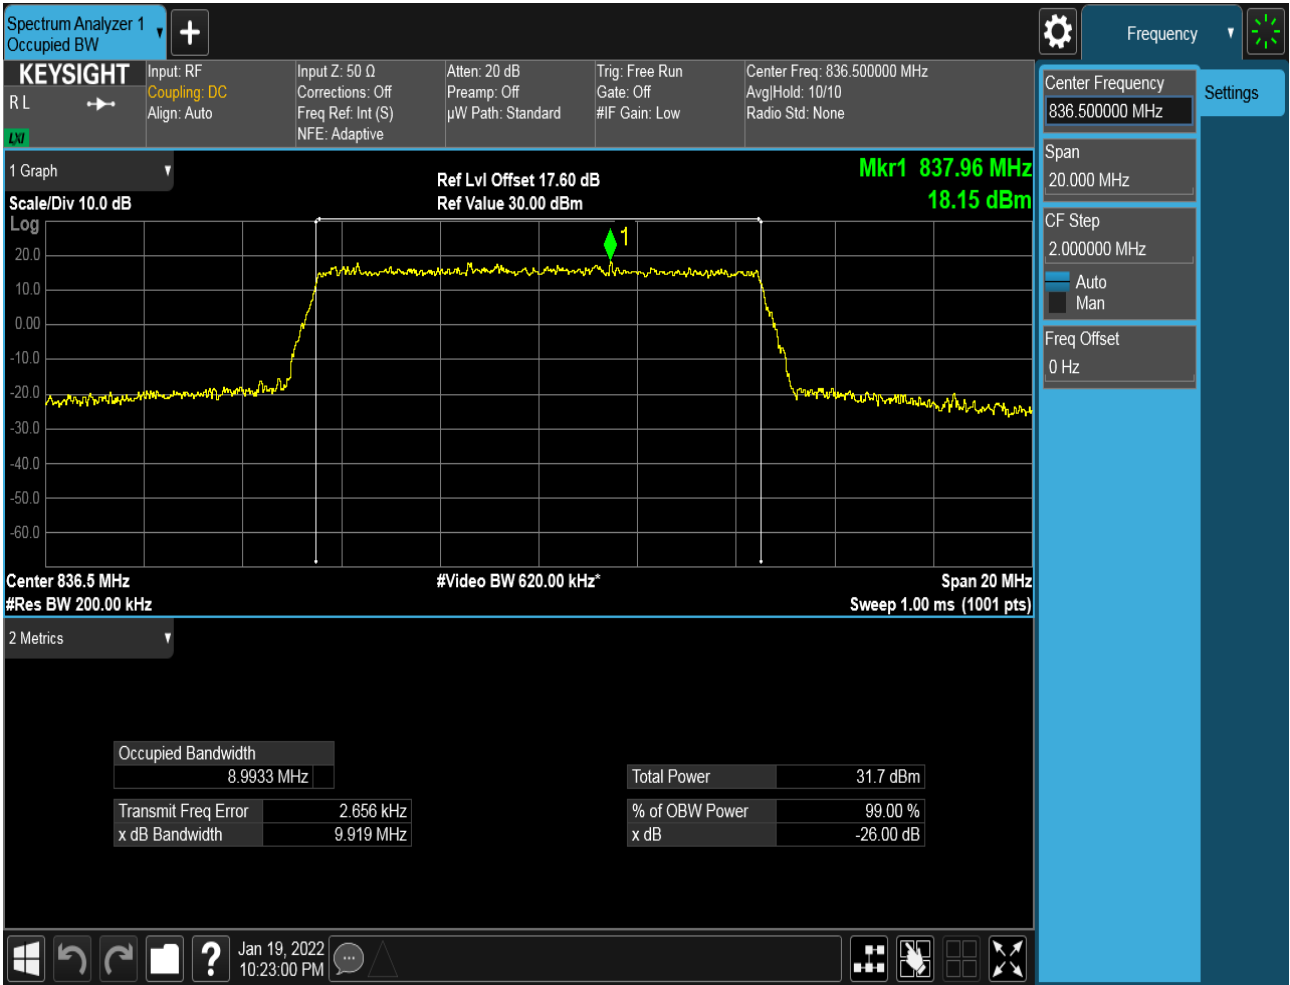 Spectrum Analyzer 1
Occupied BW
Frequency
KEYSIGHT
R L
LXI
Input: RF
Coupling: DC
Align: Auto
Input Z: 50 Ω
Corrections: Off
Freq Ref: Int (S)
NFE: Adaptive
Atten: 20 dB
Preamp: Off
µW Path: Standard
Trig: Free Run
Gate: Off
#IF Gain: Low
Center Freq: 836.500000 MHz
Avg|Hold: 10/10
Radio Std: None
Center Frequency
836.500000 MHz
Settings
Span
20.000 MHz
CF Step
2.000000 MHz
Auto
Man
Freq Offset
0 Hz
1 Graph
Scale/Div 10.0 dB
Ref Lvl Offset 17.60 dB
Ref Value 30.00 dBm
Mkr1 837.96 MHz
18.15 dBm
Log
1
20.0
10.0
0.00
-10.0
-20.0
-30.0
-40.0
-50.0
-60.0
Center 836.5 MHz
#Video BW 620.00 kHz*
Span 20 MHz
#Res BW 200.00 kHz
Sweep 1.00 ms (1001 pts)
2 Metrics
Occupied Bandwidth
8.9933 MHz
Total Power 31.7 dBm
Transmit Freq Error 2.656 kHz
% of OBW Power 99.00 %
x dB Bandwidth 9.919 MHz
x dB -26.00 dB
?
Jan 19, 2022
10:23:00 PM